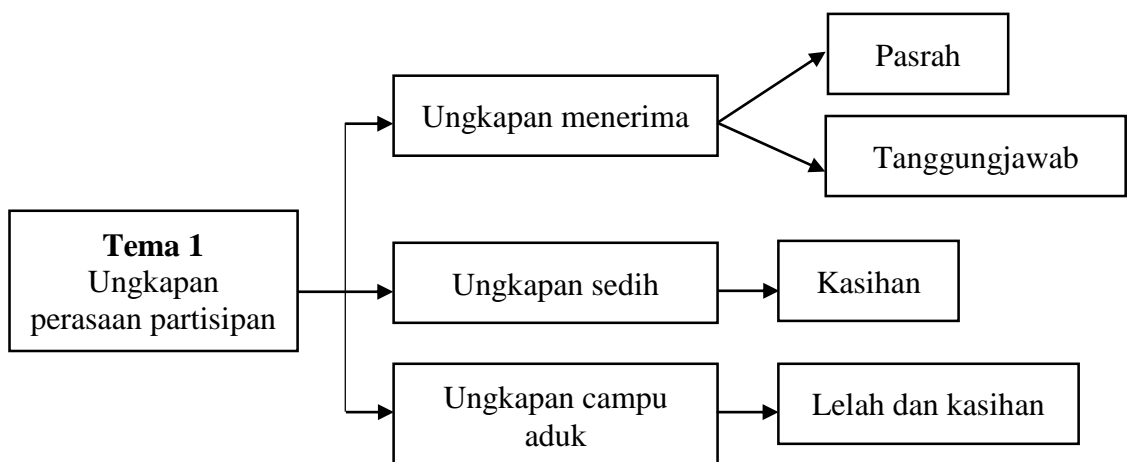 Pasrah
Ungkapan menerima
Tanggungjawab
Tema 1
Ungkapan
perasaan partisipan
Ungkapan sedih
Kasihan
Ungkapan campu
aduk
Lelah dan kasihan